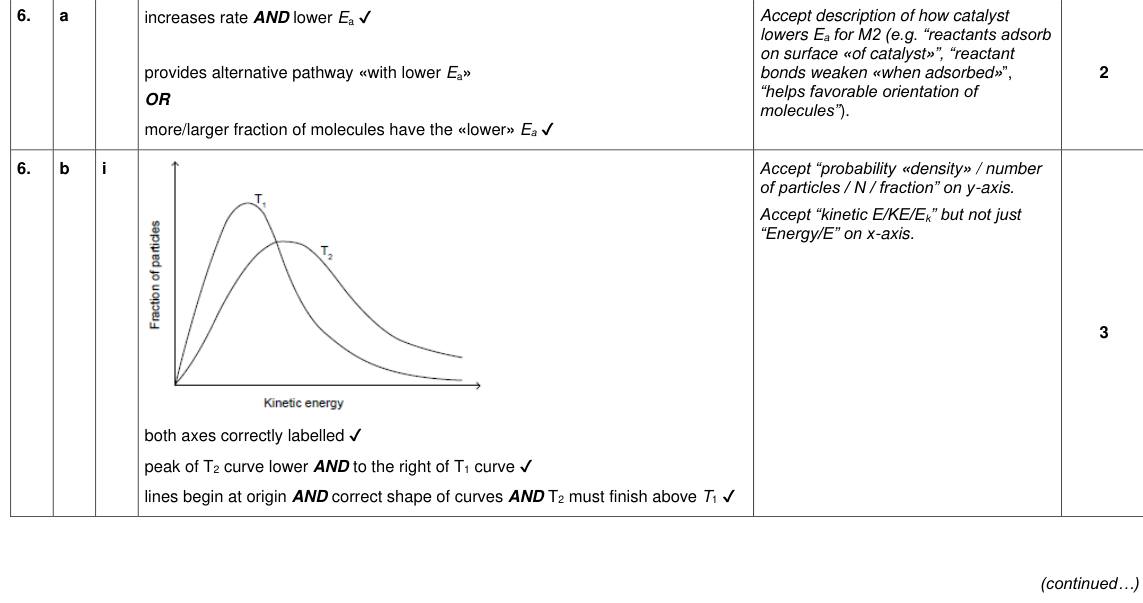 6. a increases rate AND lower Ea ✓
provides alternative pathway «with lower Ea»
OR
more/larger fraction of molecules have the «lower» Ea ✓
Accept description of how catalyst
lowers Ea for M2 (e.g. “reactants adsorb
on surface «of catalyst»”, “reactant
bonds weaken «when adsorbed»”,
“helps favorable orientation of
molecules”).
2
6. b i
T1
T2
Fraction of particles
Kinetic energy
both axes correctly labelled ✓
peak of T2 curve lower AND to the right of T1 curve ✓
lines begin at origin AND correct shape of curves AND T2 must finish above T1 ✓
Accept “probability «density» / number
of particles / N / fraction” on y-axis.
Accept “kinetic E/KE/Ek” but not just
“Energy/E” on x-axis.
3
(continued…)